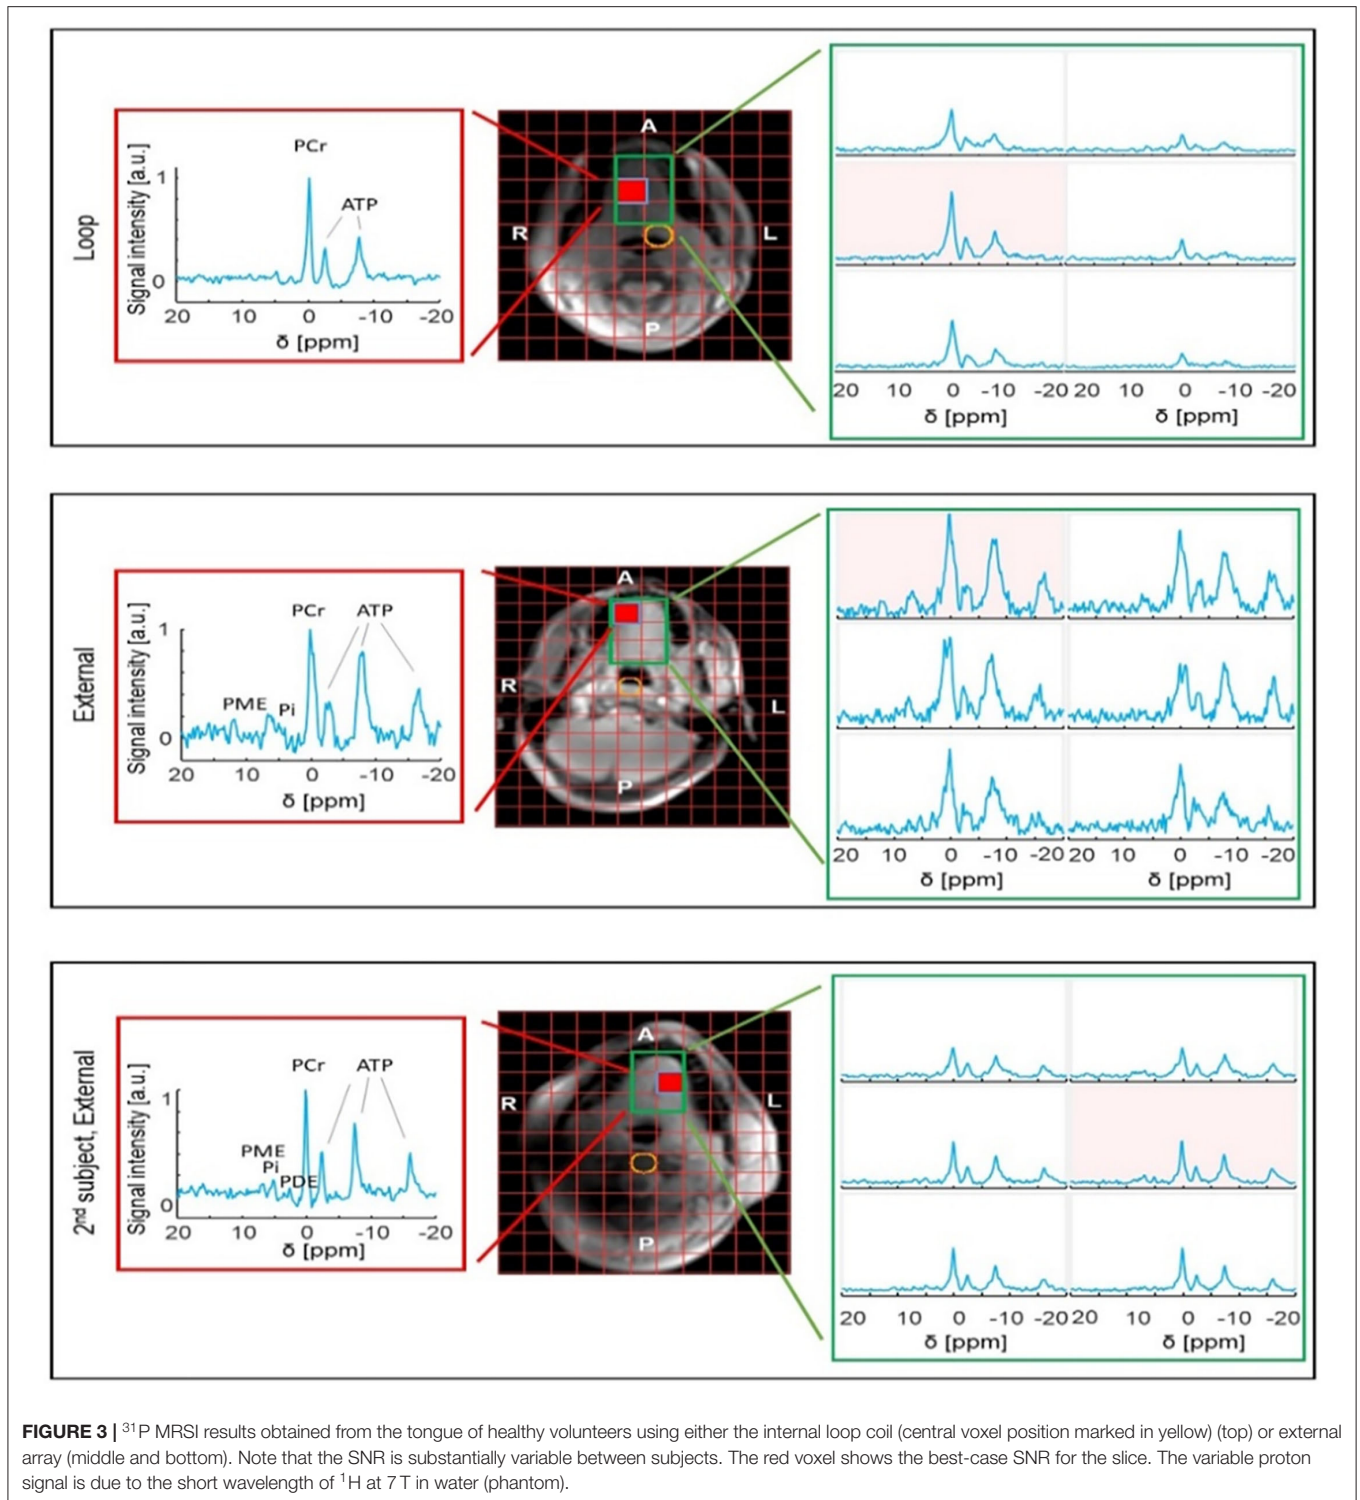 Loop
Signal intensity [a.u.]
1
0
PCr
ATP
20 10 0 -10 -20
δ [ppm]
A
R
L
P
20 10 0 -10 -20 20 10 0 -10 -20
δ [ppm] δ [ppm]
External
Signal intensity [a.u.]
1
0
PCr ATP
PME Pi
20 10 0 -10 -20
δ [ppm]
A
R
L
P
20 10 0 -10 -20 20 10 0 -10 -20
δ [ppm] δ [ppm]
2nd subject, External
Signal intensity [a.u.]
1
0
PCr ATP
PME
Pi
PDE
20 10 0 -10 -20
δ [ppm]
A
R
L
P
20 10 0 -10 -20 20 10 0 -10 -20
δ [ppm] δ [ppm]
FIGURE 3 | 31P MRSI results obtained from the tongue of healthy volunteers using either the internal loop coil (central voxel position marked in yellow) (top) or external
array (middle and bottom). Note that the SNR is substantially variable between subjects. The red voxel shows the best-case SNR for the slice. The variable proton
signal is due to the short wavelength of 1H at 7 T in water (phantom).